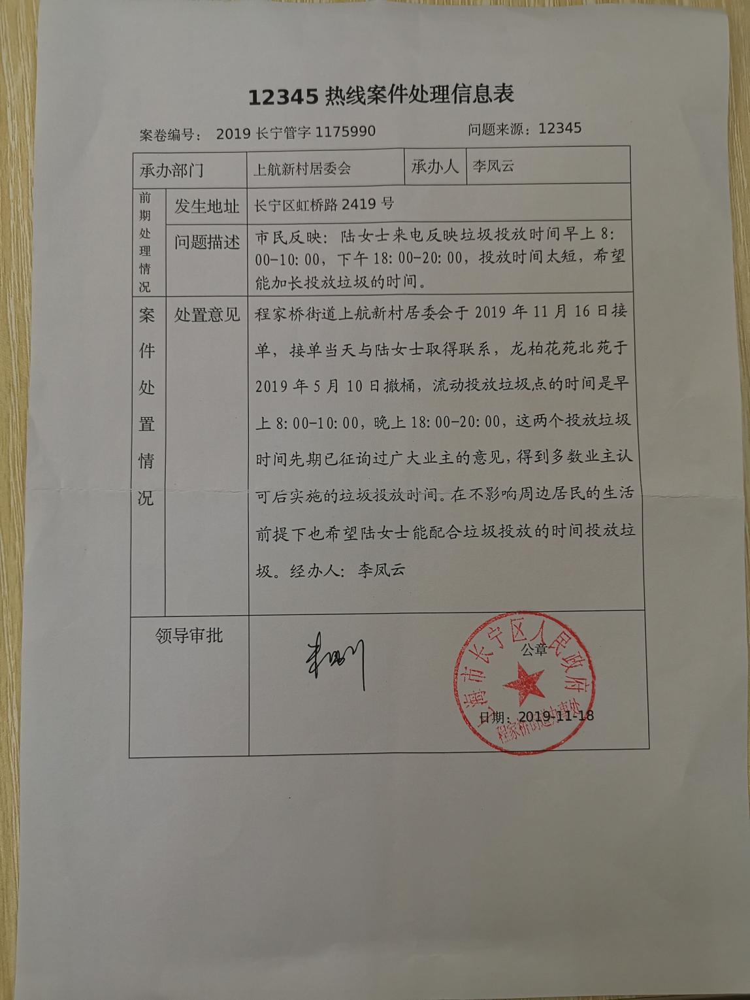 12345 热线案件处理信息表
案卷编号： 2019 长宁管字 1175990 问题来源：12345
承办部门 上航新村居委会 承办人 李凤云
前期处理情况
发生地址 长宁区虹桥路 2419 号
问题描述 市民反映：陆女士来电反映垃圾投放时间早上 8：
00-10：00，下午 18：00-20：00，投放时间太短，希望
能加长投放垃圾的时间。
案件处置情况
处置意见 程家桥街道上航新村居委会于 2019 年 11 月 16 日接
单，接单当天与陆女士取得联系，龙柏花苑北苑于
2019 年 5 月 10 日撤桶，流动投放垃圾点的时间是早
上 8：00-10：00，晚上 18：00-20：00，这两个投放垃圾
时间先期已征询过广大业主的意见，得到多数业主认
可后实施的垃圾投放时间。在不影响周边居民的生活
前提下也希望陆女士能配合垃圾投放的时间投放垃
圾。经办人：李凤云
领导审批
上海市长宁区人民政府
公章
日期：2019-11-18
程家桥街道办事处